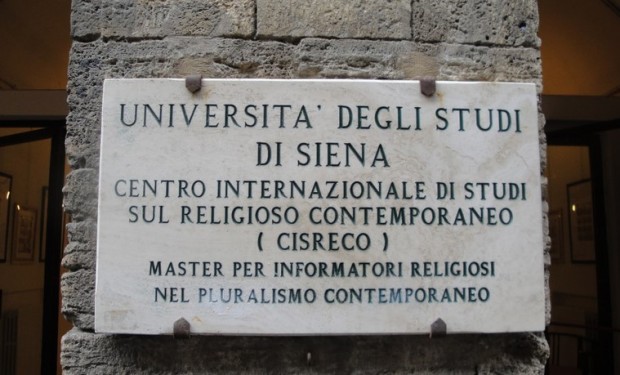 UNIVERSITA' DEGLI STUDI
DI SIENA
CENTRO INTERNAZIONALE DI STUDI
SUL RELIGIOSO CONTEMPORANEO
( CISRECO )
MASTER PER INFORMATORI RELIGIOSI
NEL PLURALISMO CONTEMPORANEO